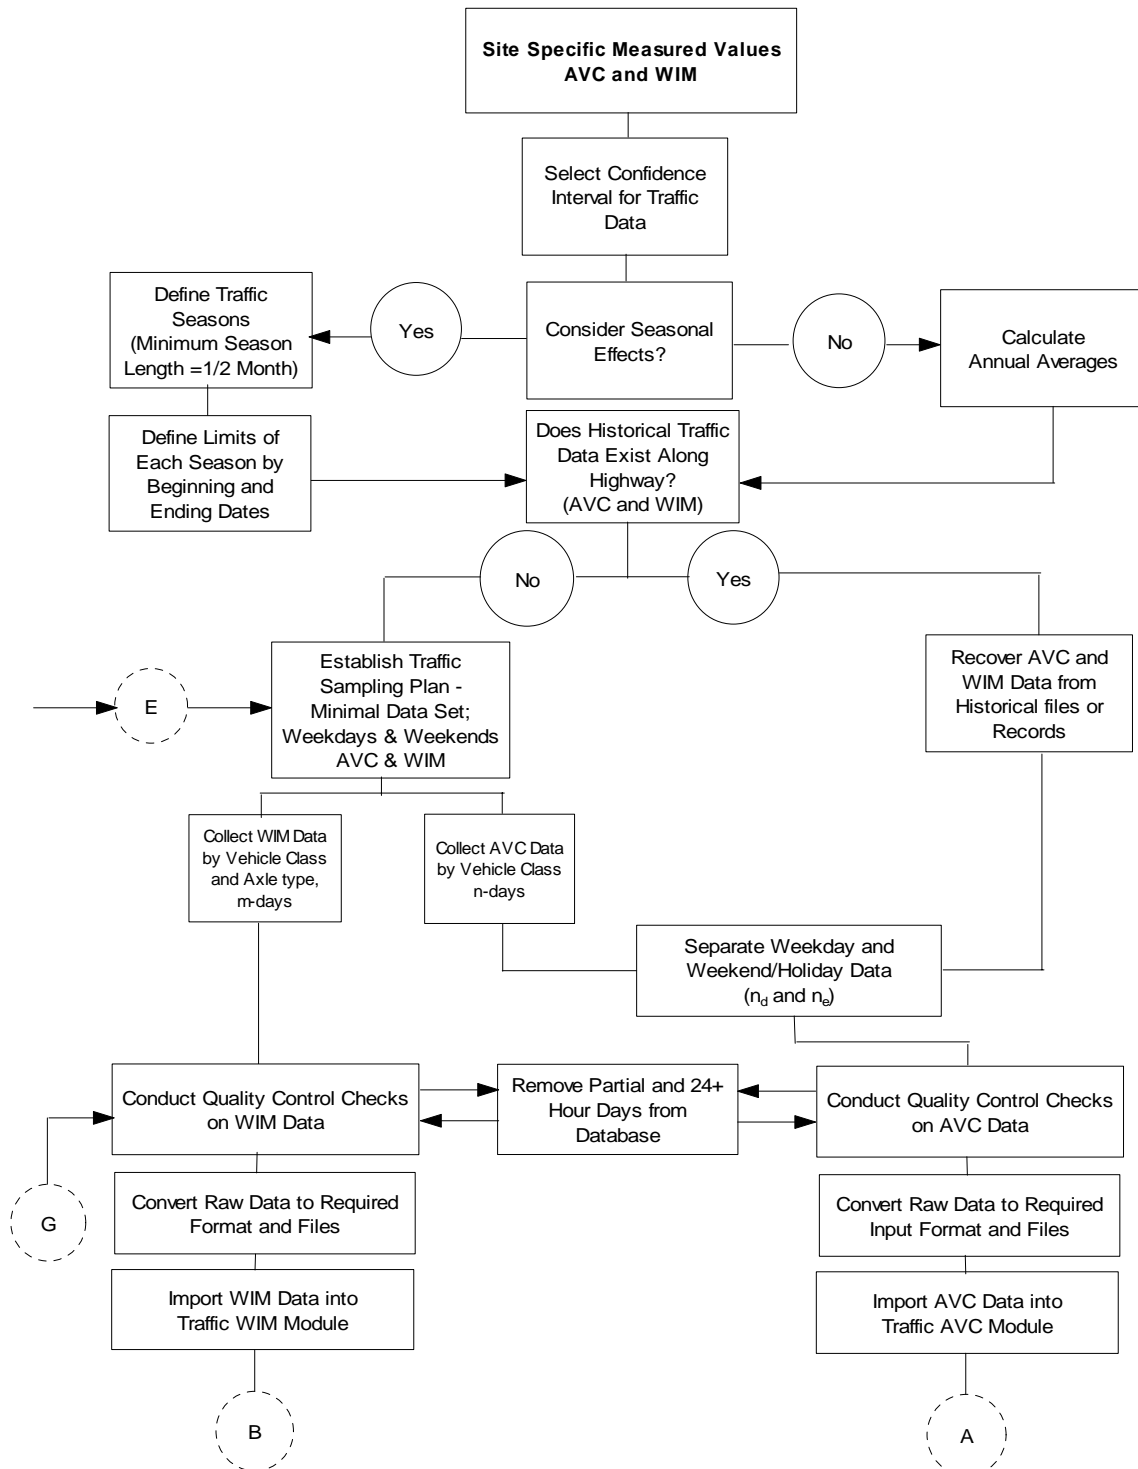 Site Specific Measured Values
AVC and WIM
Select Confidence
Interval for Traffic
Data
Define Traffic
Seasons
(Minimum Season
Length =1/2 Month)
Yes
Consider Seasonal
Effects?
No
Calculate
Annual Averages
Define Limits of
Each Season by
Beginning and
Ending Dates
Does Historical Traffic
Data Exist Along
Highway?
(AVC and WIM)
No
Yes
E
Establish Traffic
Sampling Plan -
Minimal Data Set;
Weekdays & Weekends
AVC & WIM
Recover AVC and
WIM Data from
Historical files or
Records
Collect WIM Data
by Vehicle Class
and Axle type,
m-days
Collect AVC Data
by Vehicle Class
n-days
Separate Weekday and
Weekend/Holiday Data
(nd and ne)
Conduct Quality Control Checks
on WIM Data
Remove Partial and 24+
Hour Days from
Database
Conduct Quality Control Checks
on AVC Data
G
Convert Raw Data to Required
Format and Files
Convert Raw Data to Required
Input Format and Files
Import WIM Data into
Traffic WIM Module
Import AVC Data into
Traffic AVC Module
B
A